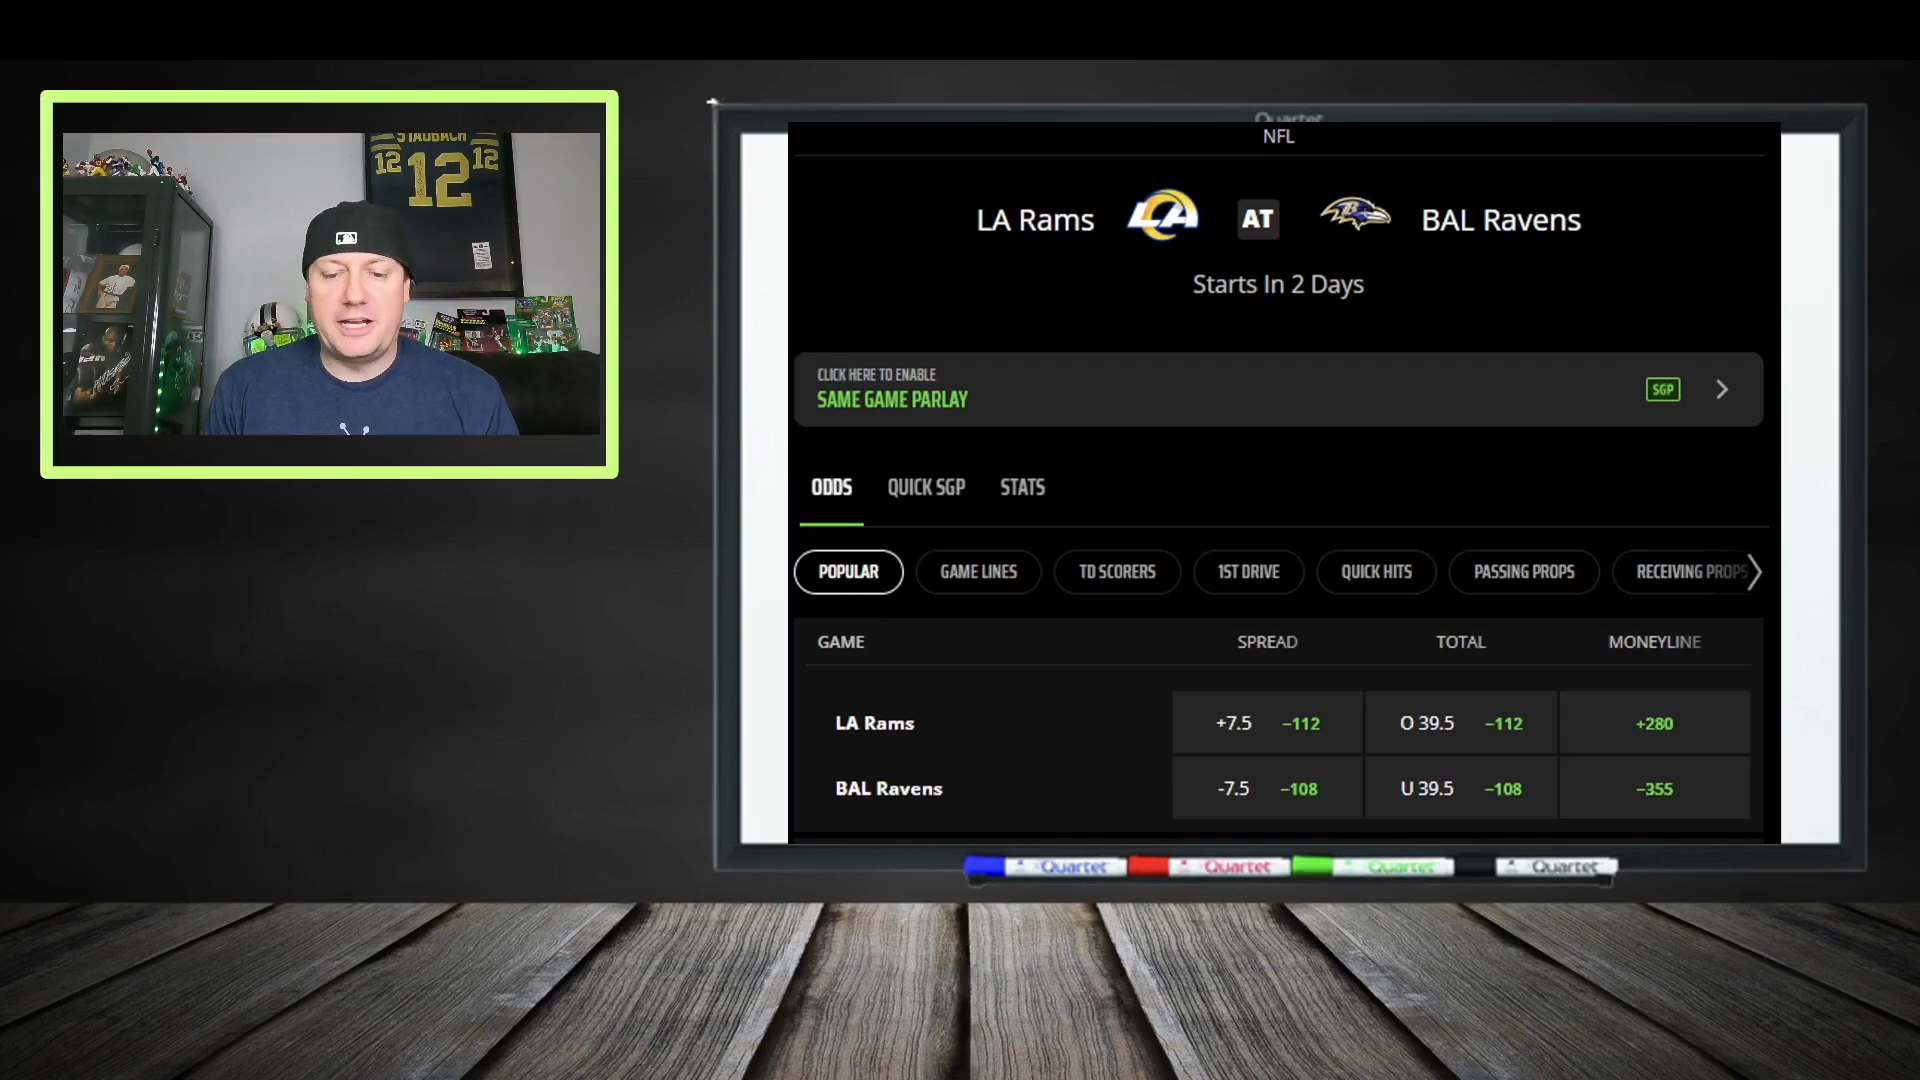 STAUBACH
12 12 12
Quartet
NFL
LA Rams LA AT BAL Ravens
Starts In 2 Days
CLICK HERE TO ENABLE
SAME GAME PARLAY SGP
ODDS QUICK SGP STATS
POPULAR GAME LINES TD SCORERS 1ST DRIVE QUICK HITS PASSING PROPS RECEIVING PROPS
GAME SPREAD TOTAL MONEYLINE
LA Rams +7.5 −112 O 39.5 −112 +280
BAL Ravens -7.5 −108 U 39.5 −108 −355
Quartet Quartet Quartet Quartet